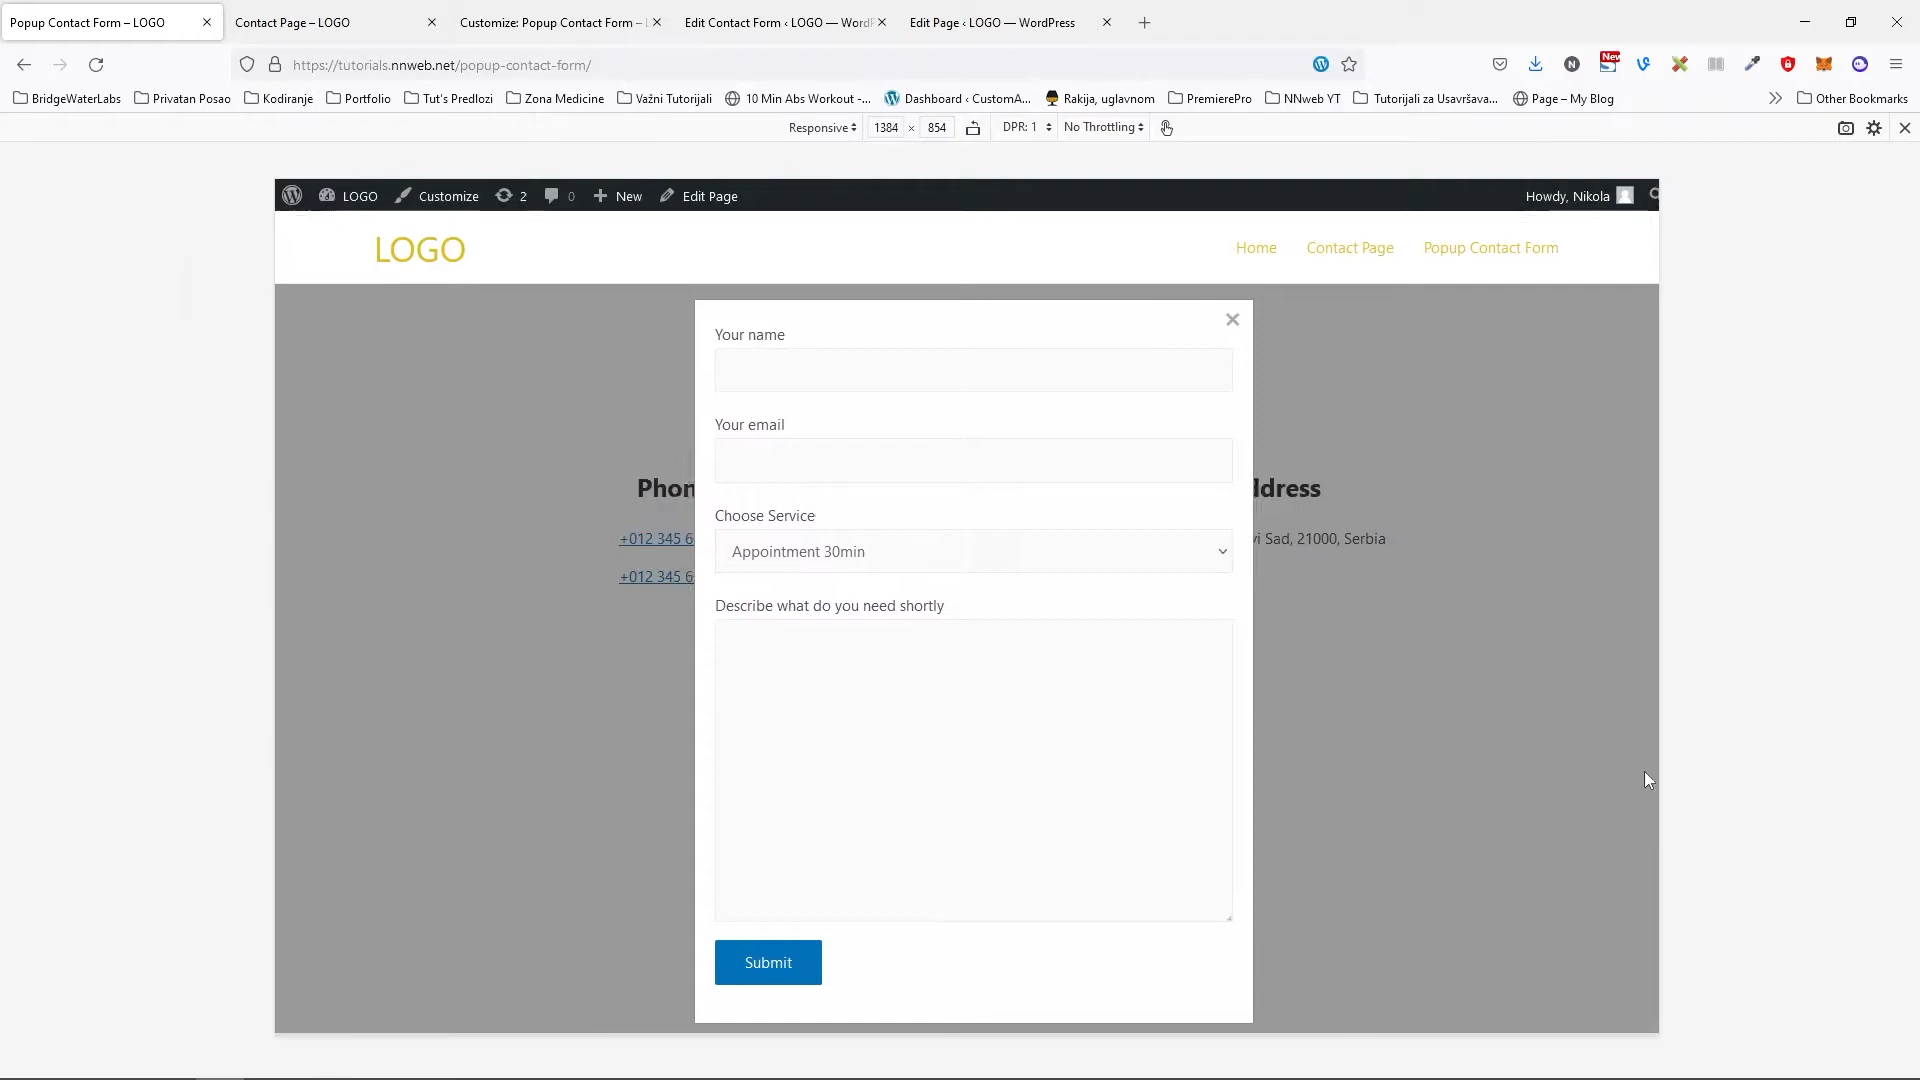 Popup Contact Form – LOGO
Contact Page – LOGO
Customize: Popup Contact Form –
Edit Contact Form ‹ LOGO — Word
Edit Page ‹ LOGO — WordPress
https://tutorials.nnweb.net/popup-contact-form/
N
New
BridgeWaterLabs
Privatan Posao
Kodiranje
Portfolio
Tut's Predlozi
Zona Medicine
Važni Tutorijali
10 Min Abs Workout -...
Dashboard ‹ CustomA...
Rakija, uglavnom
PremierePro
NNweb YT
Tutorijali za Usavršava...
Page – My Blog
Other Bookmarks
Responsive
1384 × 854
DPR: 1
No Throttling
LOGO
Customize
2
0
New
Edit Page
Howdy, Nikola
LOGO
Home
Contact Page
Popup Contact Form
Your name
Your email
Phon
ddress
Choose Service
+012 345 6
Appointment 30min
vi Sad, 21000, Serbia
+012 345 6
Describe what do you need shortly
Submit